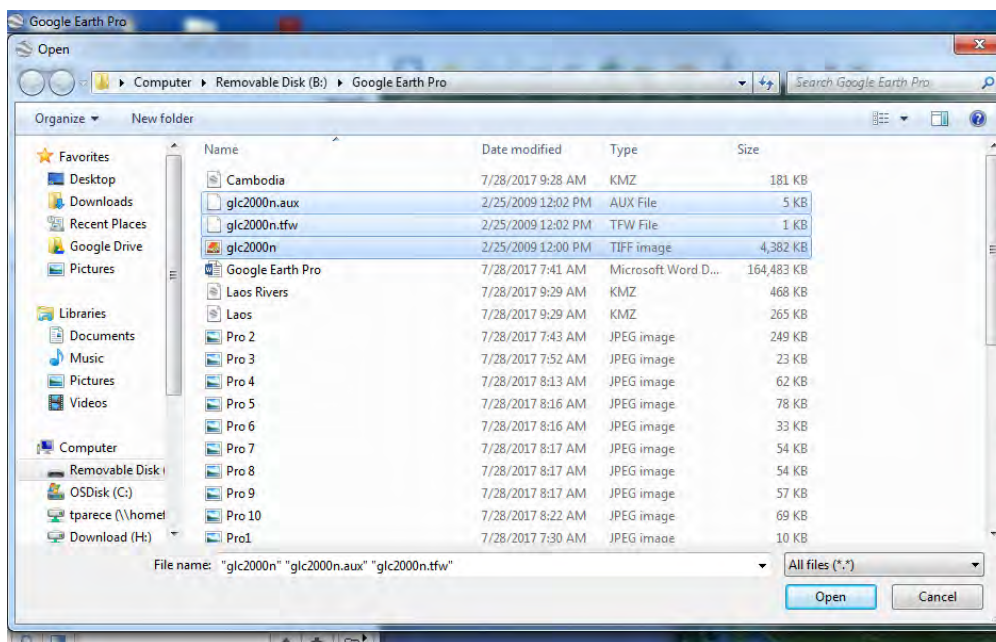 Google Earth Pro
Open
Computer ▸ Removable Disk (B:) ▸ Google Earth Pro
Search Google Earth Pro
Organize
New folder
Name Date modified Type Size
Favorites
Desktop
Downloads
Recent Places
Google Drive
Pictures
Libraries
Documents
Music
Pictures
Videos
Computer
Removable Disk (
OSDisk (C:)
tparece (\\homef
Download (H:)
Cambodia 7/28/2017 9:28 AM KMZ 181 KB
glc2000n.aux 2/25/2009 12:02 PM AUX File 5 KB
glc2000n.tfw 2/25/2009 12:02 PM TFW File 1 KB
glc2000n 2/25/2009 12:00 PM TIFF image 4,382 KB
Google Earth Pro 7/28/2017 7:41 AM Microsoft Word D... 164,483 KB
Laos Rivers 7/28/2017 9:29 AM KMZ 468 KB
Laos 7/28/2017 9:29 AM KMZ 265 KB
Pro 2 7/28/2017 7:43 AM JPEG image 249 KB
Pro 3 7/28/2017 7:52 AM JPEG image 23 KB
Pro 4 7/28/2017 8:13 AM JPEG image 62 KB
Pro 5 7/28/2017 8:16 AM JPEG image 78 KB
Pro 6 7/28/2017 8:16 AM JPEG image 33 KB
Pro 7 7/28/2017 8:17 AM JPEG image 54 KB
Pro 8 7/28/2017 8:17 AM JPEG image 54 KB
Pro 9 7/28/2017 8:17 AM JPEG image 57 KB
Pro 10 7/28/2017 8:22 AM JPEG image 69 KB
Pro1 7/28/2017 7:30 AM JPEG image 10 KB
File name: "glc2000n" "glc2000n.aux" "glc2000n.tfw"
All files (*.*)
Open
Cancel